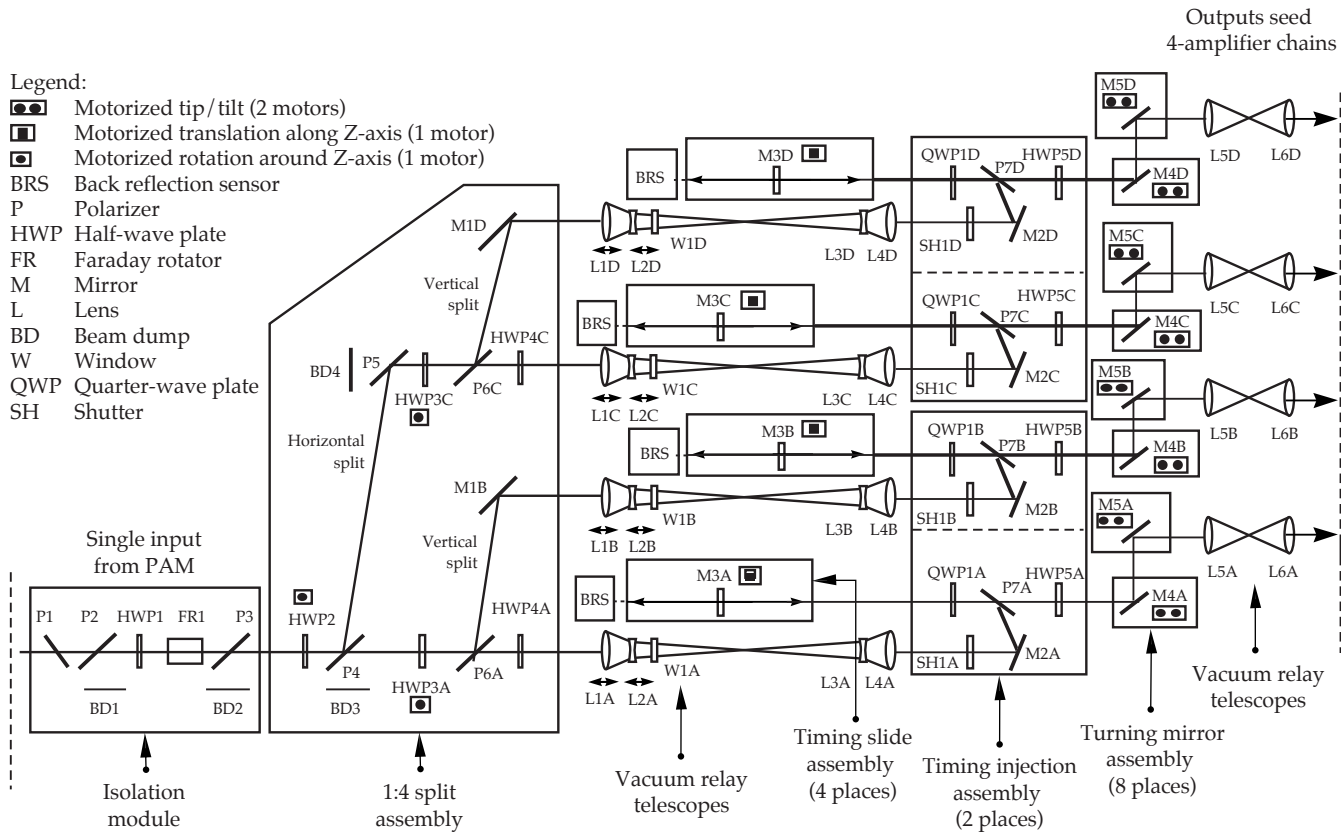 Outputs seed
4-amplifier chains
Legend:
Motorized tip/tilt (2 motors)
Motorized translation along Z-axis (1 motor)
Motorized rotation around Z-axis (1 motor)
BRS Back reflection sensor
P Polarizer
HWP Half-wave plate
FR Faraday rotator
M Mirror
L Lens
BD Beam dump
W Window
QWP Quarter-wave plate
SH Shutter
M5D
L5D L6D
M4D
BRS
M3D
QWP1D P7D HWP5D
M1D
W1D
L1D L2D
L3D L4D
SH1D
M2D
Vertical
split
M5C
L5C L6C
M4C
BRS
M3C
QWP1C P7C HWP5C
HWP4C
P5
BD4
HWP3C
P6C
W1C
L1C L2C
L3C L4C
SH1C
M2C
M5B
L5B L6B
M4B
Horizontal
split
BRS
M3B
QWP1B P7B HWP5B
M1B
W1B
L1B L2B
L3B L4B
SH1B
M2B
Vertical
split
M5A
L5A L6A
M4A
Single input
from PAM
BRS
M3A
QWP1A P7A HWP5A
HWP4A
P1 P2 HWP1 FR1 P3
HWP2
P4
HWP3A
P6A
W1A
L1A L2A
L3A L4A
SH1A
M2A
BD1 BD2 BD3
Isolation
module
1:4 split
assembly
Vacuum relay
telescopes
Timing slide
assembly
(4 places)
Timing injection
assembly
(2 places)
Turning mirror
assembly
(8 places)
Vacuum relay
telescopes